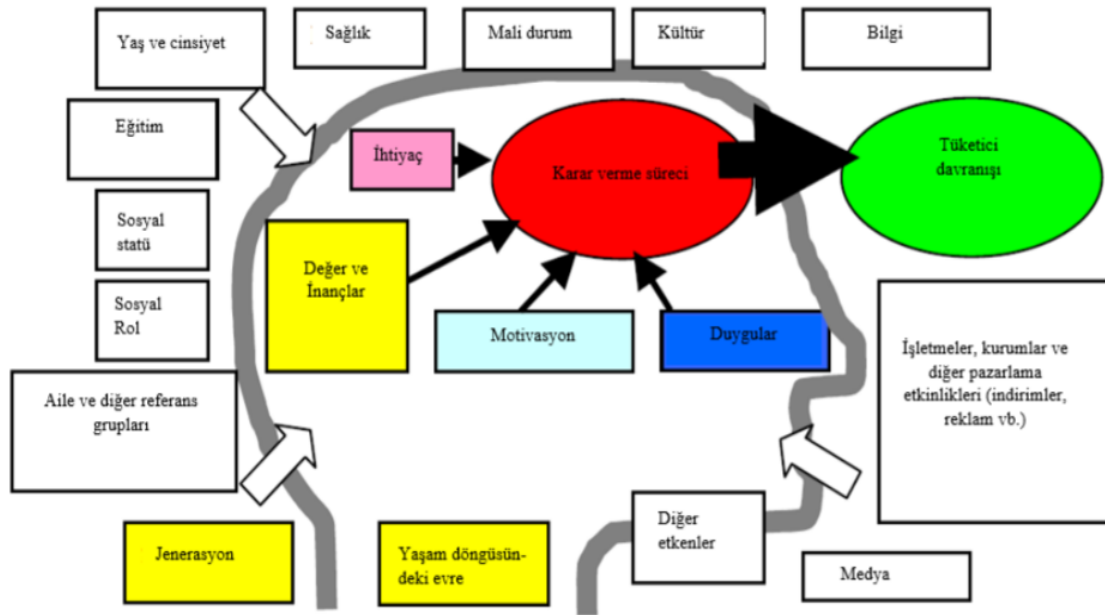 Yaş ve cinsiyet
Sağlık
Mali durum
Kültür
Bilgi
Eğitim
İhtiyaç
Karar verme süreci
Tüketici
davranışı
Sosyal
statü
Değer ve
İnançlar
Sosyal
Rol
Motivasyon
Duygular
İşletmeler, kurumlar ve
diğer pazarlama
etkinlikleri (indirimler,
reklam vb.)
Aile ve diğer referans
grupları
Jenerasyon
Yaşam döngüsün-
deki evre
Diğer
etkenler
Medya